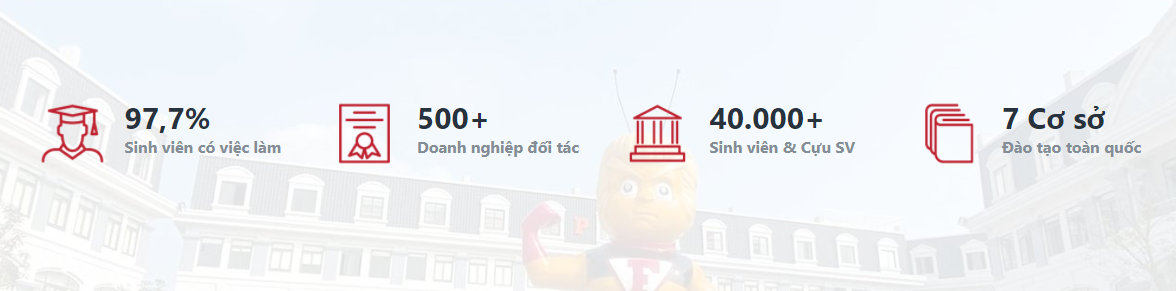 97,7%
Sinh viên có việc làm
500+
Doanh nghiệp đối tác
40.000+
Sinh viên & Cựu SV
7 Cơ sở
Đào tạo toàn quốc
P
F